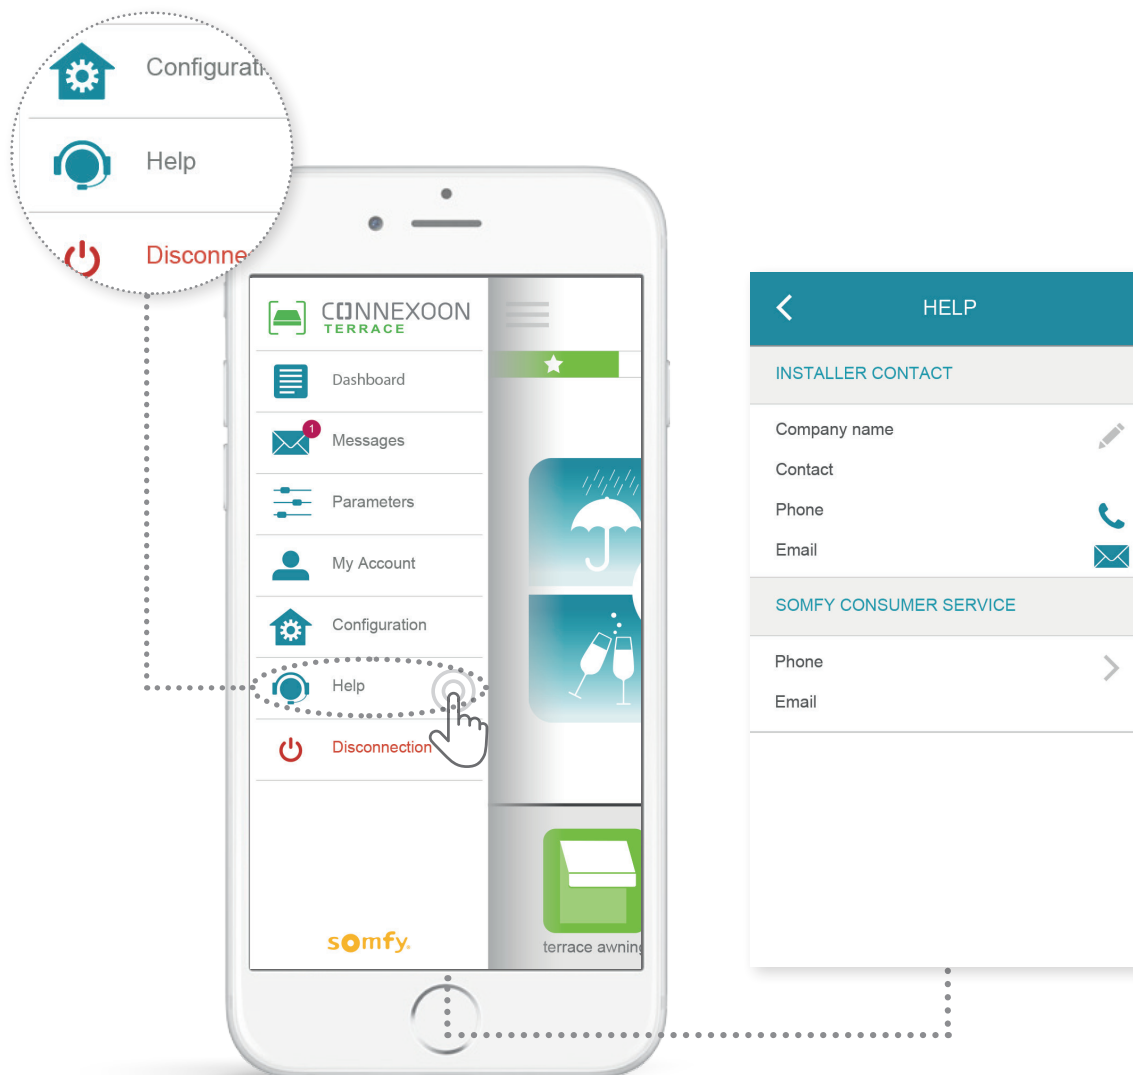 Configurati
Help
Disconne
CONNEXOON
TERRACE
Dashboard
1
Messages
Parameters
My Account
Configuration
Help
Disconnection
somfy.
terrace awning
HELP
INSTALLER CONTACT
Company name
Contact
Phone
Email
SOMFY CONSUMER SERVICE
Phone
Email